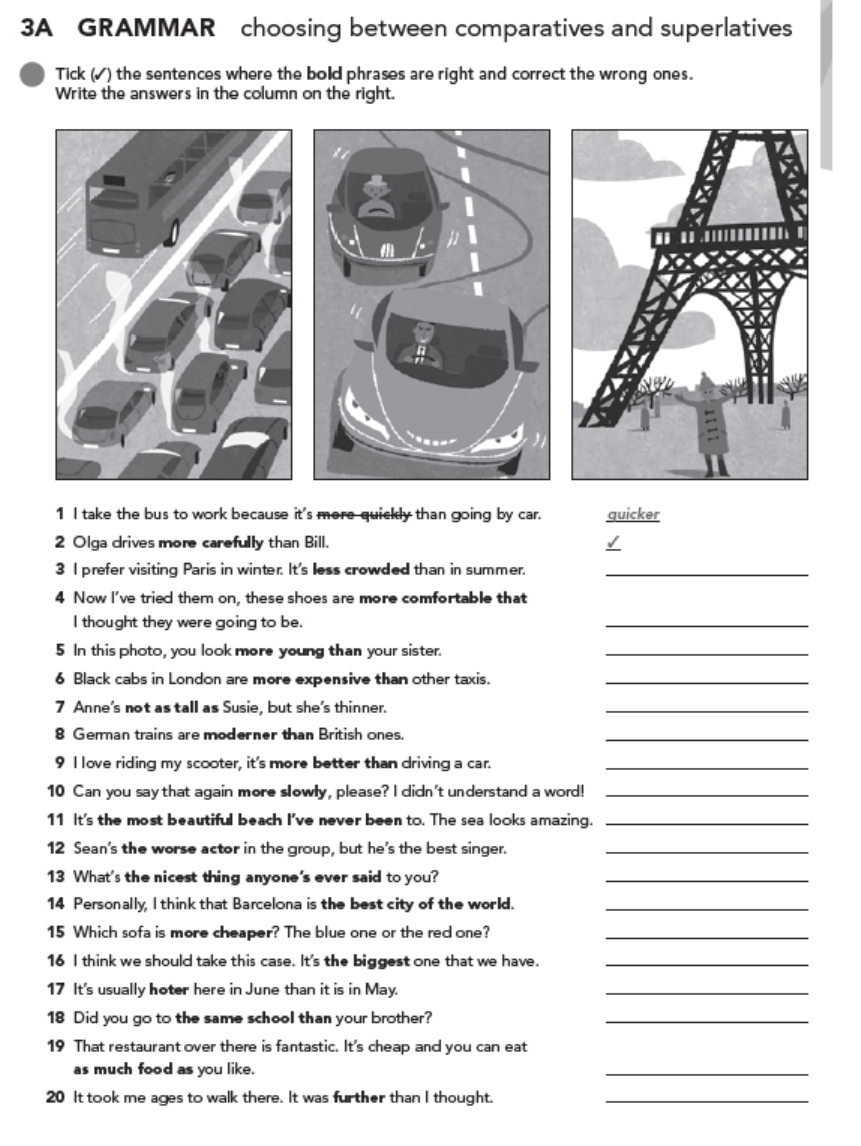 3A GRAMMAR choosing between comparatives and superlatives
Tick (✓) the sentences where the bold phrases are right and correct the wrong ones.
Write the answers in the column on the right.
1 I take the bus to work because it's more quickly than going by car. quicker
2 Olga drives more carefully than Bill. ✓
3 I prefer visiting Paris in winter. It's less crowded than in summer.
4 Now I've tried them on, these shoes are more comfortable that
I thought they were going to be.
5 In this photo, you look more young than your sister.
6 Black cabs in London are more expensive than other taxis.
7 Anne's not as tall as Susie, but she's thinner.
8 German trains are moderner than British ones.
9 I love riding my scooter, it's more better than driving a car.
10 Can you say that again more slowly, please? I didn't understand a word!
11 It's the most beautiful beach I've never been to. The sea looks amazing.
12 Sean's the worse actor in the group, but he's the best singer.
13 What's the nicest thing anyone's ever said to you?
14 Personally, I think that Barcelona is the best city of the world.
15 Which sofa is more cheaper? The blue one or the red one?
16 I think we should take this case. It's the biggest one that we have.
17 It's usually hoter here in June than it is in May.
18 Did you go to the same school than your brother?
19 That restaurant over there is fantastic. It's cheap and you can eat
as much food as you like.
20 It took me ages to walk there. It was further than I thought.